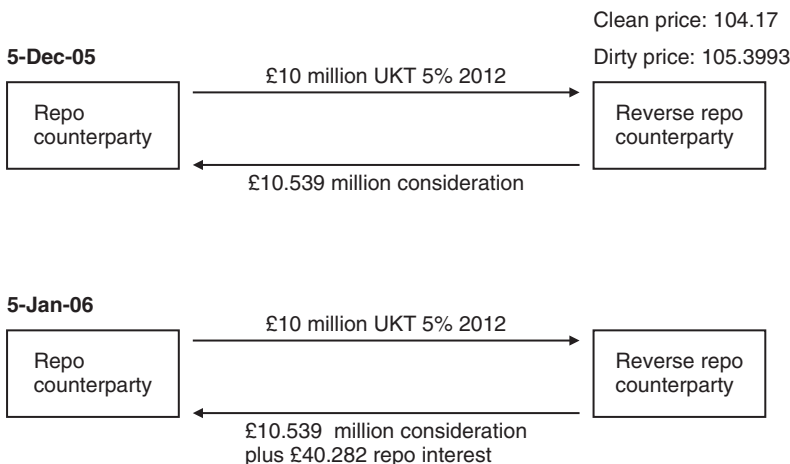 Clean price: 104.17
5-Dec-05
Dirty price: 105.3993
£10 million UKT 5% 2012
Repo
counterparty
Reverse repo
counterparty
£10.539 million consideration
5-Jan-06
£10 million UKT 5% 2012
Repo
counterparty
Reverse repo
counterparty
£10.539 million consideration
plus £40.282 repo interest